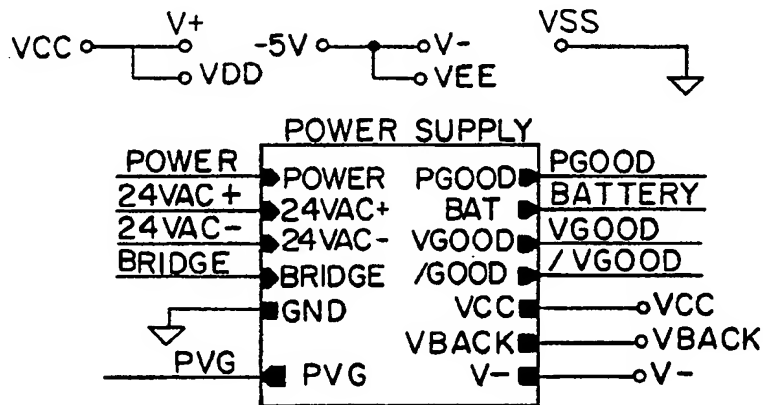 VCC V+ -5V V- VSS
VDD VEE
POWER SUPPLY
POWER POWER PGOOD PGOOD
24VAC+ 24VAC+ BAT BATTERY
24VAC- 24VAC- VGOOD VGOOD
BRIDGE BRIDGE /GOOD /VGOOD
GND VCC VCC
VBACK VBACK
PVG PVG V- V-